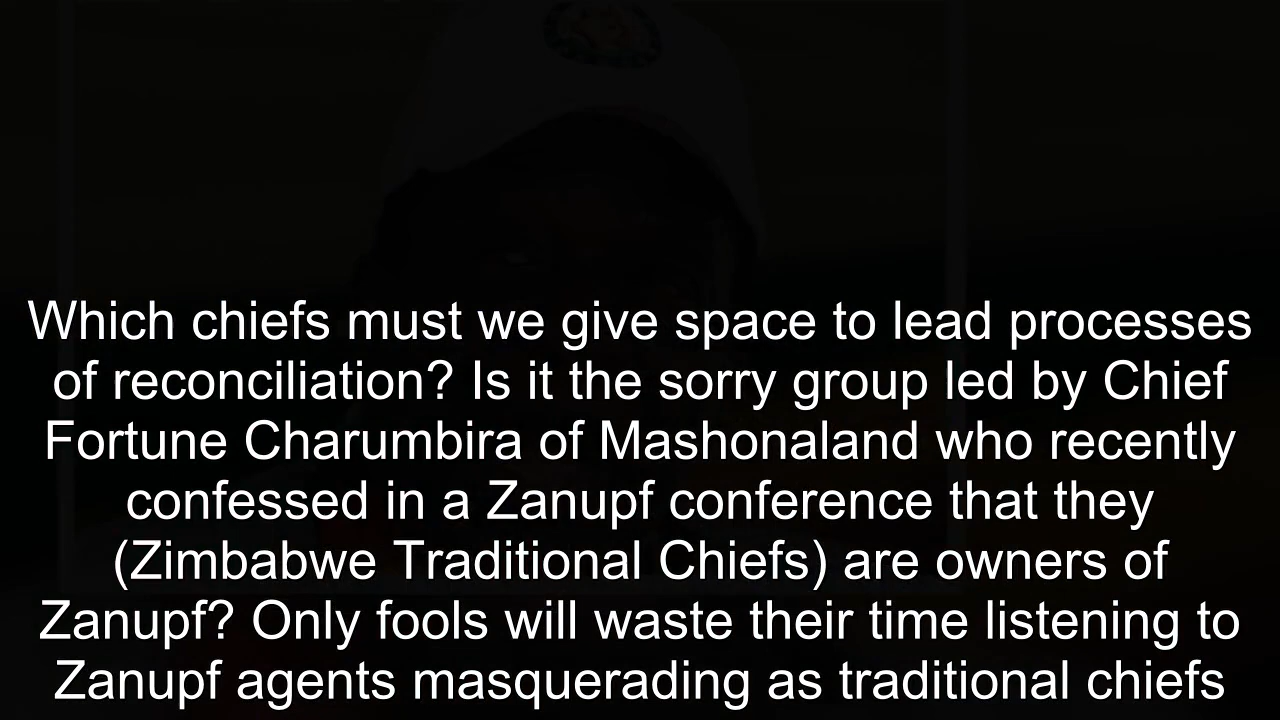 Which chiefs must we give space to lead processes
of reconciliation? Is it the sorry group led by Chief
Fortune Charumbira of Mashonaland who recently
confessed in a Zanupf conference that they
(Zimbabwe Traditional Chiefs) are owners of
Zanupf? Only fools will waste their time listening to
Zanupf agents masquerading as traditional chiefs